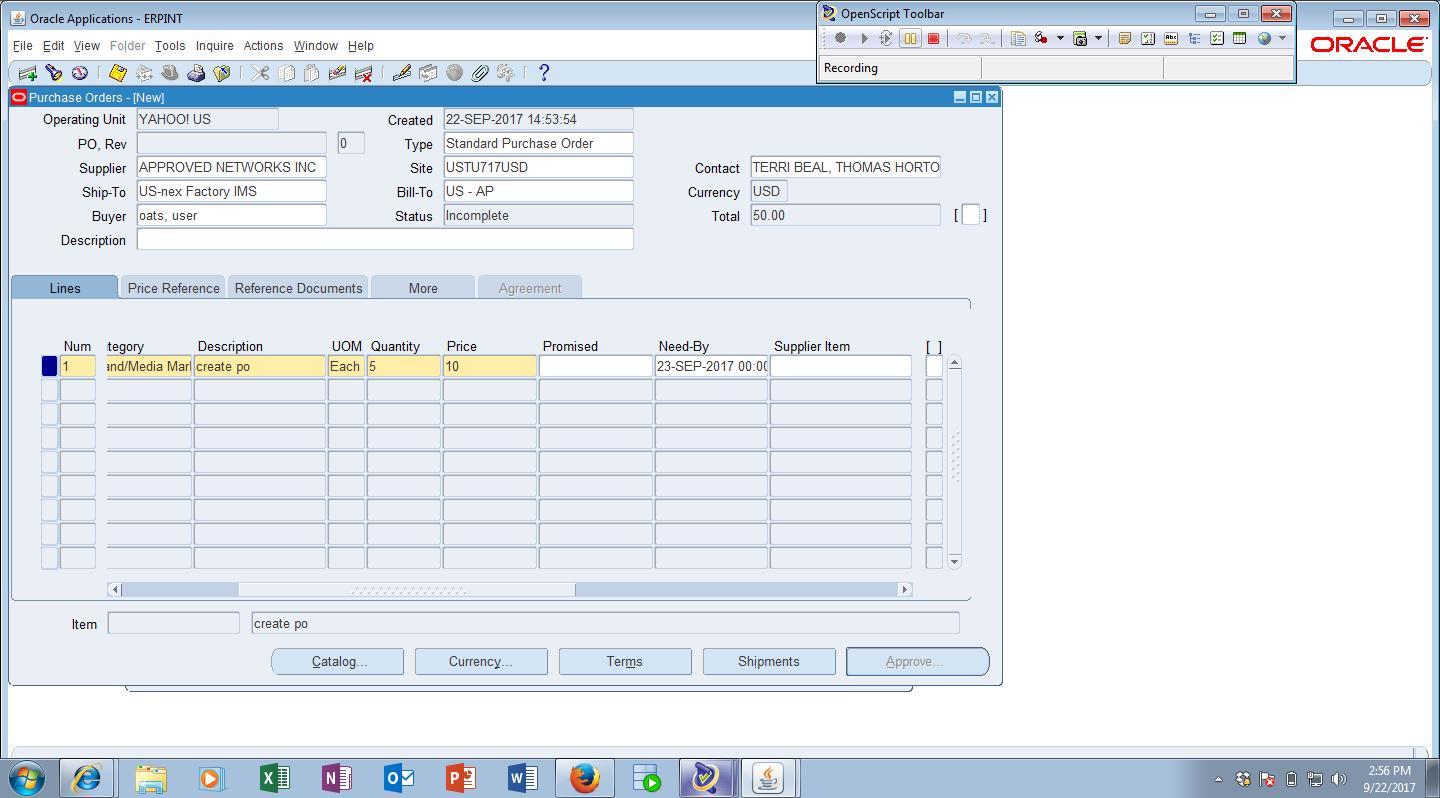 Oracle Applications - ERPINT
OpenScript Toolbar
File Edit View Folder Tools Inquire Actions Window Help
ORACLE
Recording
Purchase Orders - [New]
Operating Unit YAHOO! US Created 22-SEP-2017 14:53:54
PO, Rev 0 Type Standard Purchase Order
Supplier APPROVED NETWORKS INC Site USTU717USD Contact TERRI BEAL, THOMAS HORTO
Ship-To US-nex Factory IMS Bill-To US - AP Currency USD
Buyer oats, user Status Incomplete Total 50.00 [ ]
Description
Lines Price Reference Reference Documents More Agreement
Num tegory Description UOM Quantity Price Promised Need-By Supplier Item [ ]
1 and/Media Mar create po Each 5 10 23-SEP-2017 00:00
Item create po
Catalog... Currency... Terms Shipments Approve...
2:56 PM
9/22/2017